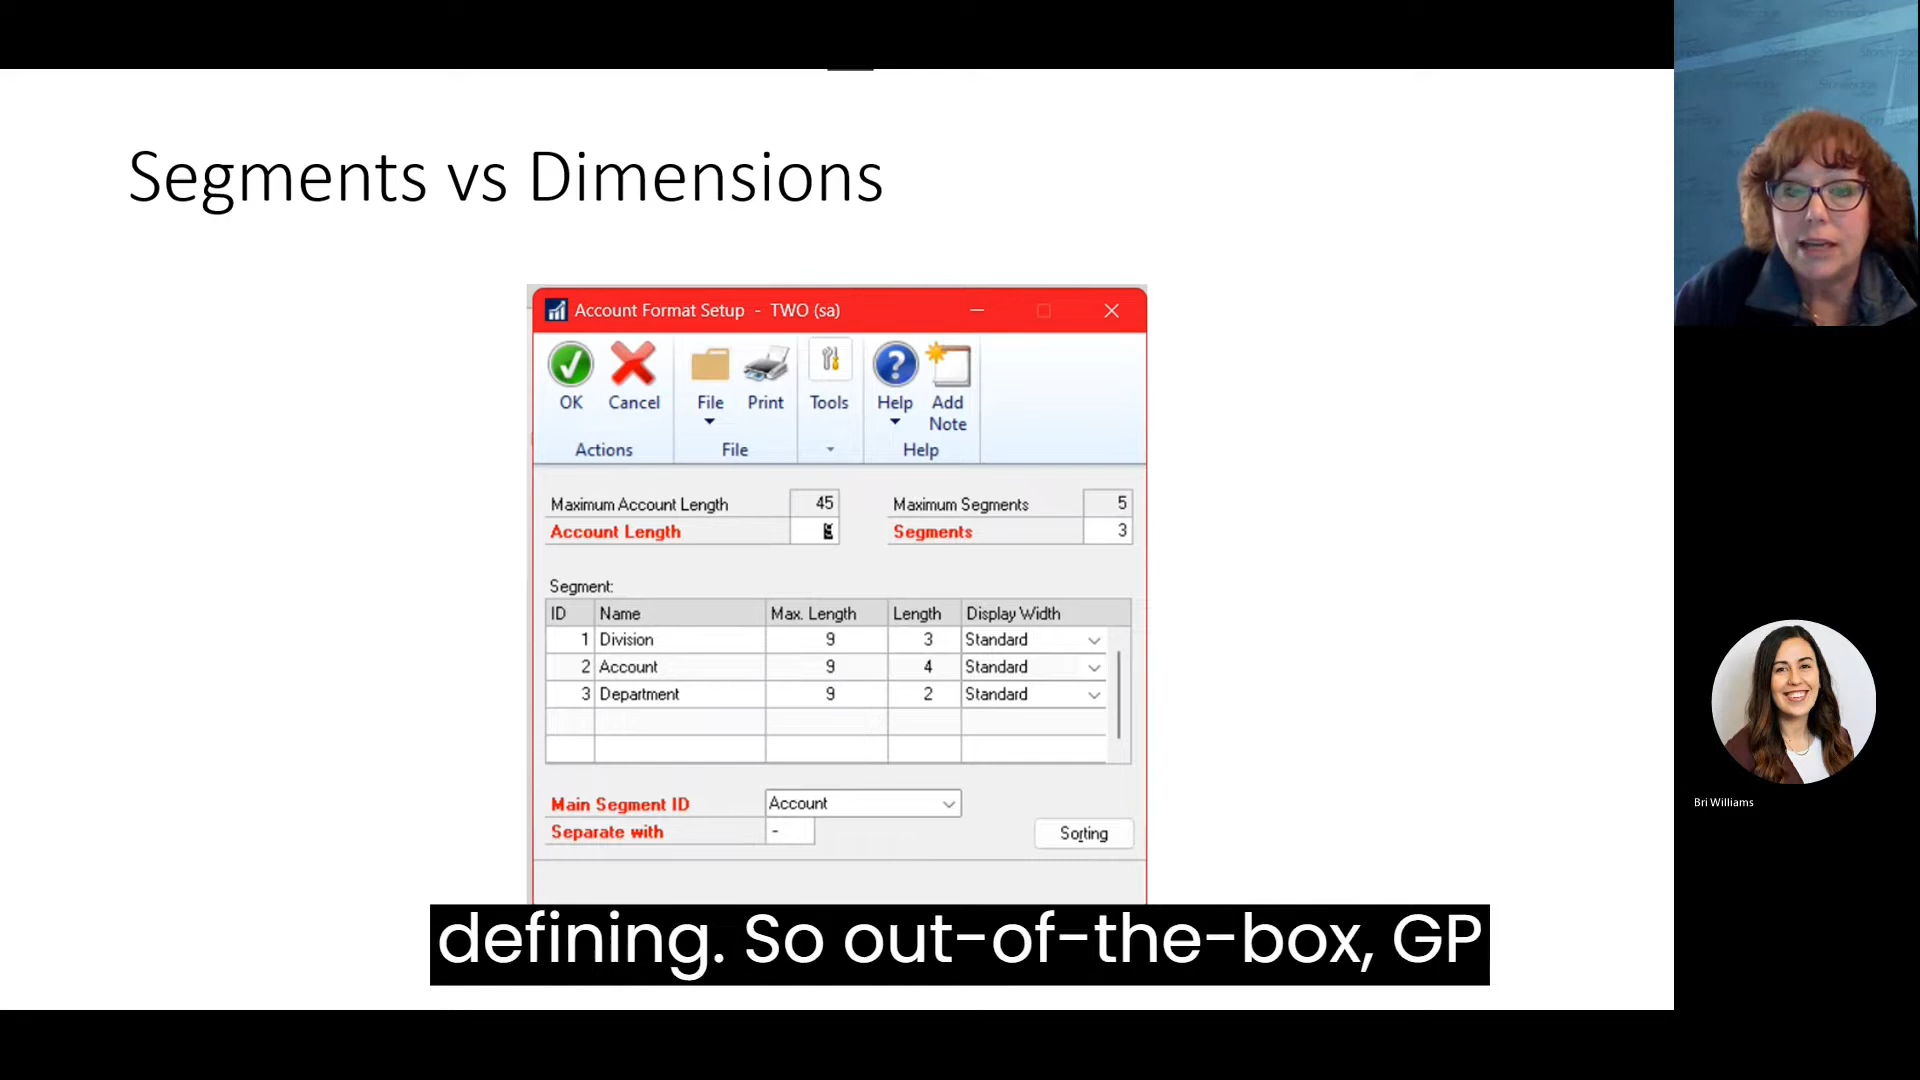 Segments vs Dimensions
Account Format Setup - TWO (sa)
OK Cancel File Print Tools Help Add Note
Actions File Help
Maximum Account Length 45 Maximum Segments 5
Account Length Segments 3
Segment:
ID Name Max. Length Length Display Width
1 Division 9 3 Standard
2 Account 9 4 Standard
3 Department 9 2 Standard
Main Segment ID Account
Separate with -
Sorting
defining. So out-of-the-box, GP
Bri Williams